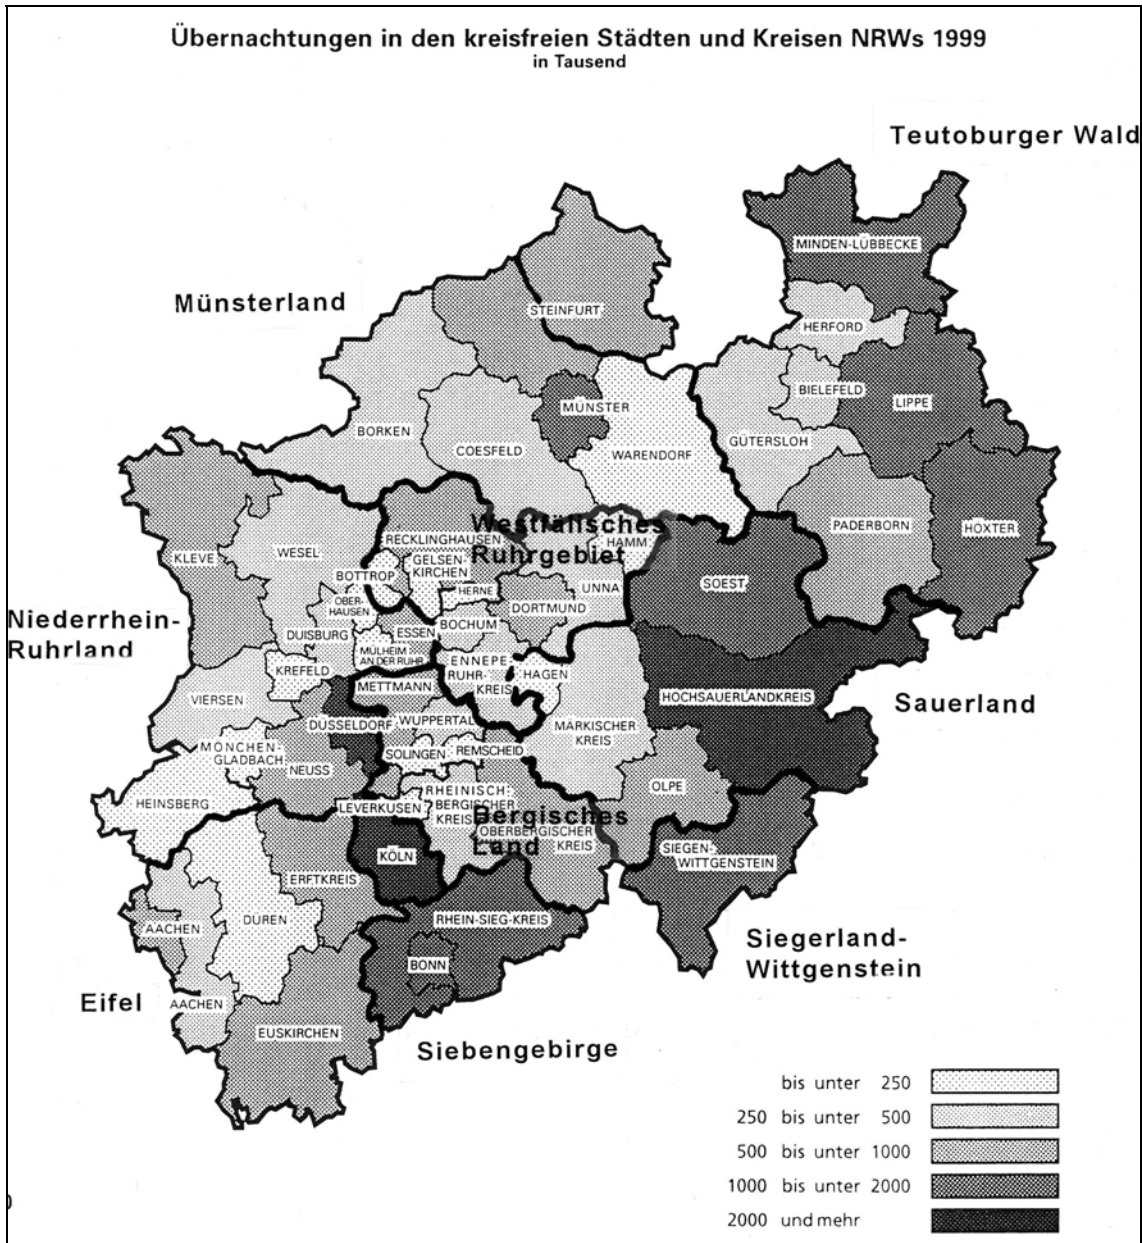 Übernachtungen in den kreisfreien Städten und Kreisen NRWs 1999
in Tausend
Teutoburger Wald
MINDEN-LÜBBECKE
Münsterland
STEINFURT
HERFORD
BIELEFELD
LIPPE
MÜNSTER
BORKEN
GÜTERSLOH
COESFELD
WARENDORF
Westfälisches
Ruhrgebiet
PADERBORN
HÖXTER
RECKLINGHAUSEN
HAMM
WESEL
KLEVE
GELSEN-
KIRCHEN
BOTTROP
SOEST
HERNE
UNNA
OBER-
HAUSEN
DORTMUND
Niederrhein-
Ruhrland
DUISBURG
ESSEN
BOCHUM
MÜLHEIM
AN DER RUHR
KREFELD
ENNEPE-
RUHR-
KREIS
HAGEN
METTMANN
HOCHSAUERLANDKREIS
VIERSEN
Sauerland
DÜSSELDORF
WUPPERTAL
MÄRKISCHER
KREIS
MÖNCHEN-
GLADBACH
SOLINGEN
REMSCHEID
NEUSS
OLPE
HEINSBERG
LEVERKUSEN
RHEINISCH-
BERGISCHER
KREIS
Bergisches
Land
OBERBERGISCHER
KREIS
KÖLN
SIEGEN-
WITTGENSTEIN
ERFTKREIS
DÜREN
RHEIN-SIEG-KREIS
AACHEN
Siegerland-
Wittgenstein
BONN
Eifel
AACHEN
EUSKIRCHEN
Siebengebirge
bis unter 250
250 bis unter 500
500 bis unter 1000
1000 bis unter 2000
2000 und mehr